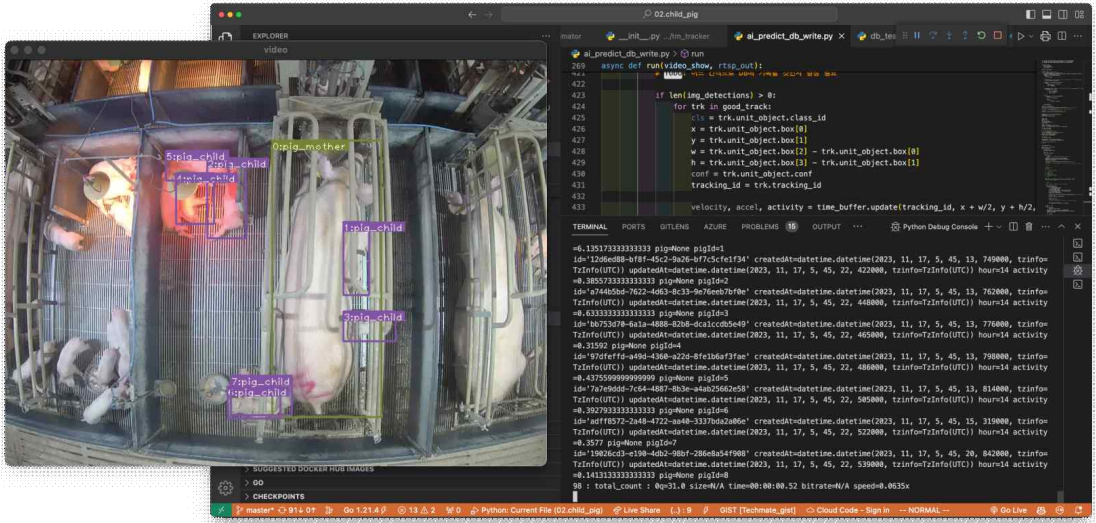 02.child_pig
EXPLORER
video
mator
__init__.py .../tm_tracker
ai_predict_db_write.py
db_tes
ai_predict_db_write.py > run
269 async def run(video_show, rtsp_out):
422
423 if len(img_detections) > 0:
424 for trk in good_track:
425 cls = trk.unit_object.class_id
426 x = trk.unit_object.box[0]
427 y = trk.unit_object.box[1]
428 w = trk.unit_object.box[2] - trk.unit_object.box[0]
429 h = trk.unit_object.box[3] - trk.unit_object.box[1]
430 conf = trk.unit_object.conf
431 tracking_id = trk.tracking_id
432
433 velocity, accel, activity = time_buffer.update(tracking_id, x + w/2, y + h/2,
0:pig_mother
5:pig_child
2:pig_child
4:pig_child
1:pig_child
3:pig_child
7:pig_child
6:pig_child
TERMINAL PORTS GITLENS AZURE PROBLEMS 15 OUTPUT ... Python Debug Console
=6.135173333333333 pig=None pigId=1
id='12d6ed88-bf8f-45c2-9a26-bf7c5cfe1f34' createdAt=datetime.datetime(2023, 11, 17, 5, 45, 13, 749000, tzinfo=
TzInfo(UTC)) updatedAt=datetime.datetime(2023, 11, 17, 5, 45, 22, 422000, tzinfo=TzInfo(UTC)) hour=14 activity
=0.3855733333333333 pig=None pigId=2
id='a744b5bd-7622-4d63-8c33-9e76eeb7bf0e' createdAt=datetime.datetime(2023, 11, 17, 5, 45, 13, 762000, tzinfo=
TzInfo(UTC)) updatedAt=datetime.datetime(2023, 11, 17, 5, 45, 22, 448000, tzinfo=TzInfo(UTC)) hour=14 activity
=0.6333333333333333 pig=None pigId=3
id='bb753d70-6a1a-4888-82b8-dca1ccdb5e49' createdAt=datetime.datetime(2023, 11, 17, 5, 45, 13, 776000, tzinfo=
TzInfo(UTC)) updatedAt=datetime.datetime(2023, 11, 17, 5, 45, 22, 465000, tzinfo=TzInfo(UTC)) hour=14 activity
=0.31592 pig=None pigId=4
id='97dfeffd-a49d-4360-a22d-8fe1b6af3fae' createdAt=datetime.datetime(2023, 11, 17, 5, 45, 13, 798000, tzinfo=
TzInfo(UTC)) updatedAt=datetime.datetime(2023, 11, 17, 5, 45, 22, 486000, tzinfo=TzInfo(UTC)) hour=14 activity
=0.4375599999999999 pig=None pigId=5
id='7a7e9ddd-7c64-4887-8b3e-a4ab25662e58' createdAt=datetime.datetime(2023, 11, 17, 5, 45, 13, 814000, tzinfo=
TzInfo(UTC)) updatedAt=datetime.datetime(2023, 11, 17, 5, 45, 22, 505000, tzinfo=TzInfo(UTC)) hour=14 activity
=0.3927933333333333 pig=None pigId=6
id='adff8572-2a48-4722-aa40-3337bda2a06e' createdAt=datetime.datetime(2023, 11, 17, 5, 45, 15, 319000, tzinfo=
TzInfo(UTC)) updatedAt=datetime.datetime(2023, 11, 17, 5, 45, 22, 522000, tzinfo=TzInfo(UTC)) hour=14 activity
=0.3577 pig=None pigId=7
id='19026cd3-e190-4db2-98bf-286e8a54f908' createdAt=datetime.datetime(2023, 11, 17, 5, 45, 20, 842000, tzinfo=
TzInfo(UTC)) updatedAt=datetime.datetime(2023, 11, 17, 5, 45, 22, 539000, tzinfo=TzInfo(UTC)) hour=14 activity
=0.1413133333333333 pig=None pigId=8
98 : total_count : 0q=31.0 size=N/A time=00:00:00.52 bitrate=N/A speed=0.0635x
SUGGESTED DOCKER HUB IMAGES
GO
CHECKPOINTS
master* 91↓ 0↑ Go 1.21.4 13 2 0 Python: Current File (02.child_pig) Live Share {..} : 9 GIST [Techmate_gist] Cloud Code - Sign in -- NORMAL -- Go Live